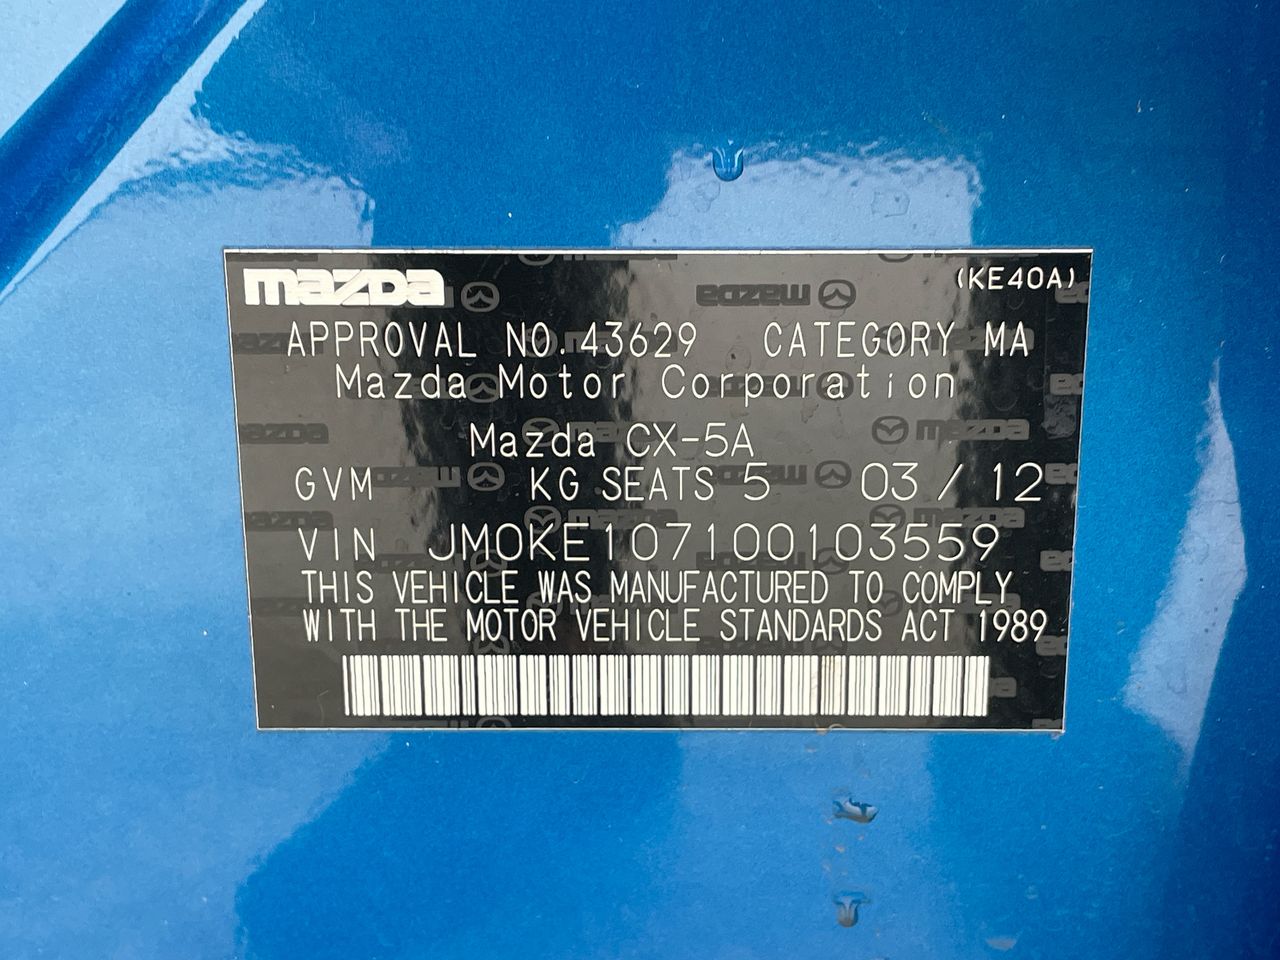 mazda (KE40A)
APPROVAL NO. 43629 CATEGORY MA
Mazda Motor Corporation
Mazda CX-5A
GVM KG SEATS 5 03 / 12
VIN JM0KE107100103559
THIS VEHICLE WAS MANUFACTURED TO COMPLY
WITH THE MOTOR VEHICLE STANDARDS ACT 1989